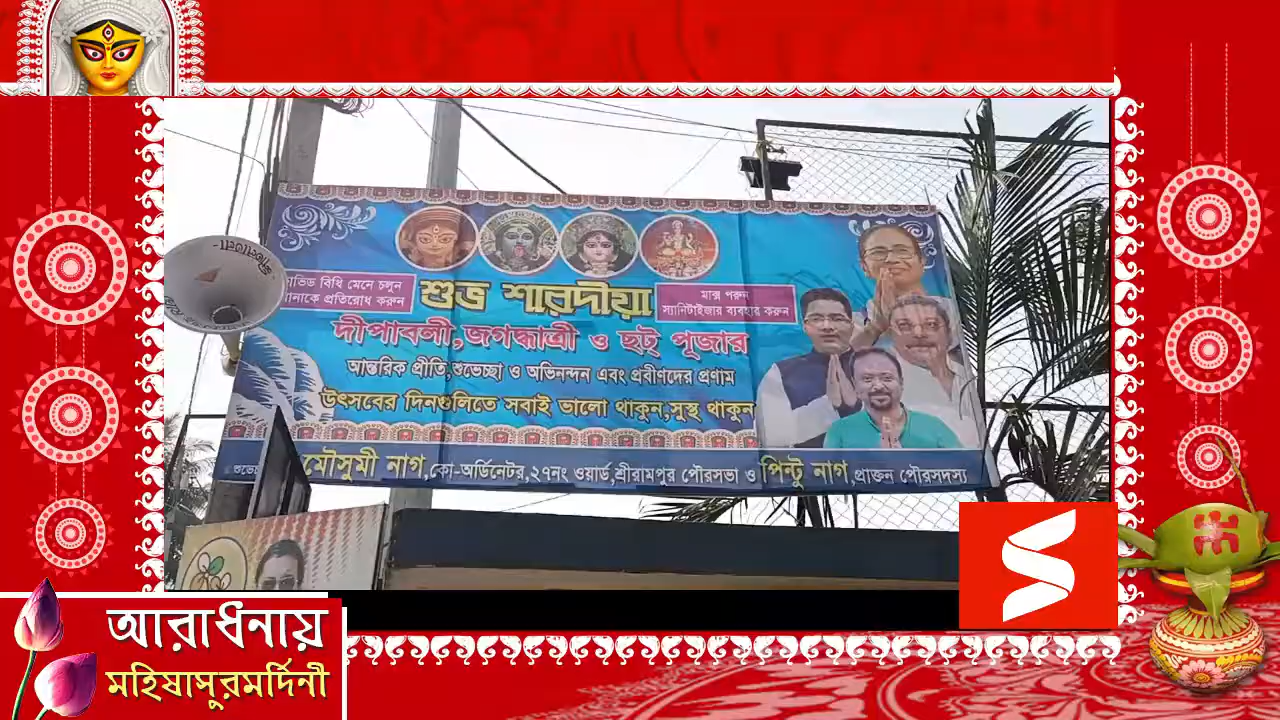 শুভ শারদীয়া
দীপাবলী,জগদ্ধাত্রী ও ছট্ পূজার
আন্তরিক প্রীতি,শুভেচ্ছা ও অভিনন্দন এবং প্রবীণদের প্রণাম
উৎসবের দিনগুলিতে সবাই ভালো থাকুন,সুস্থ থাকুন
বিধি মেনে চলুন
প্রতিরোধ করুন
মাক্স পরুন
স্যানিটাইজার ব্যবহার করুন
মৌসুমী নাগ,কো-অর্ডিনেটর,২৭নং ওয়ার্ড,শ্রীরামপুর পৌরসভা ও পিন্টু নাগ,প্রাক্তন পৌরসদস্য
আরাধনায়
মহিষাসুরমর্দিনী